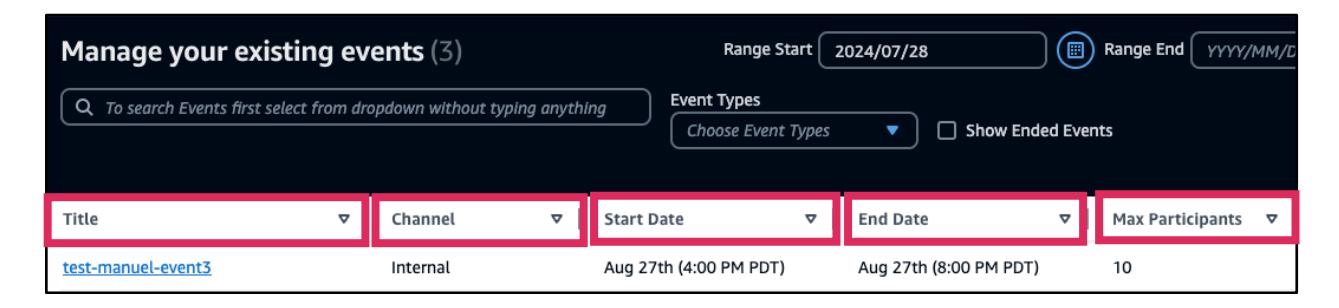 Manage your existing events (3)
Range Start 2024/07/28 Range End YYYY/MM/D
To search Events first select from dropdown without typing anything
Event Types
Choose Event Types Show Ended Events
Title Channel Start Date End Date Max Participants
test-manuel-event3 Internal Aug 27th (4:00 PM PDT) Aug 27th (8:00 PM PDT) 10